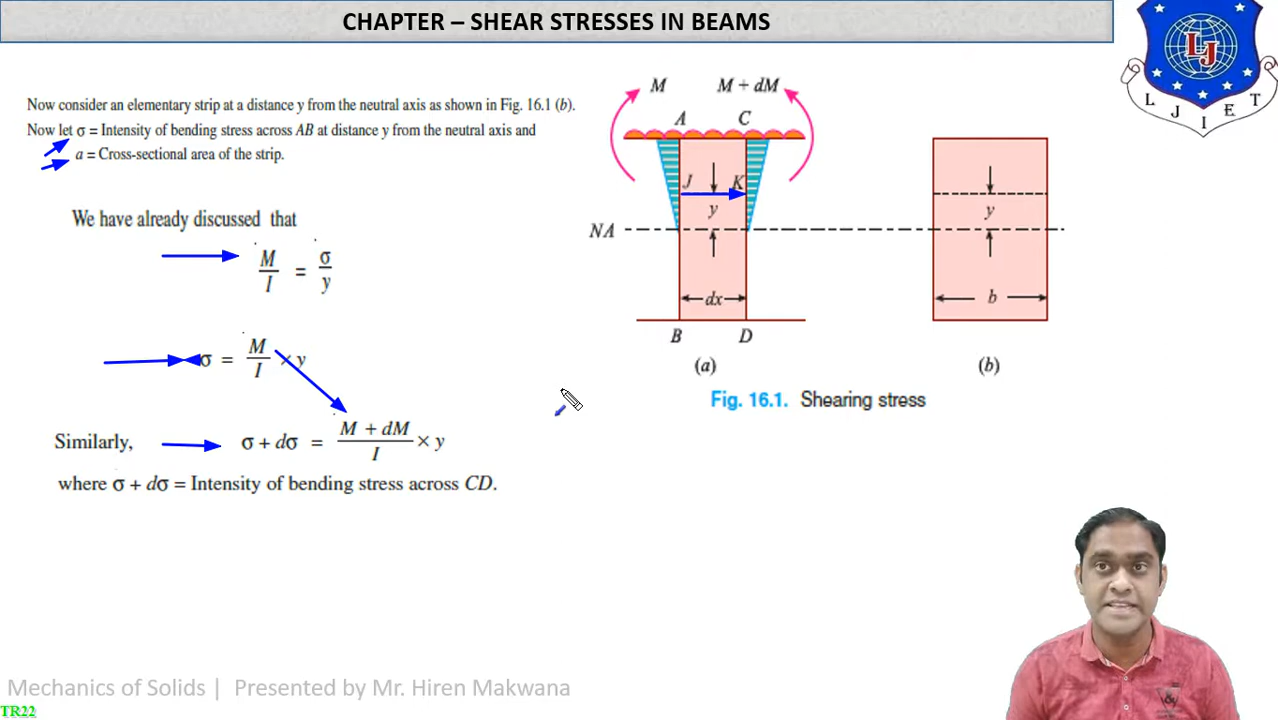 CHAPTER – SHEAR STRESSES IN BEAMS
L J I E T
LJ
Now consider an elementary strip at a distance y from the neutral axis as shown in Fig. 16.1 (b).
Now let σ = Intensity of bending stress across AB at distance y from the neutral axis and
a = Cross-sectional area of the strip.
We have already discussed that
M/I = σ/y
σ = M/I × y
Similarly, σ + dσ = M + dM/I × y
where σ + dσ = Intensity of bending stress across CD.
M M + dM
A C
J K
y
NA
dx
B D
(a)
y
b
(b)
Fig. 16.1. Shearing stress
Mechanics of Solids | Presented by Mr. Hiren Makwana
TR22